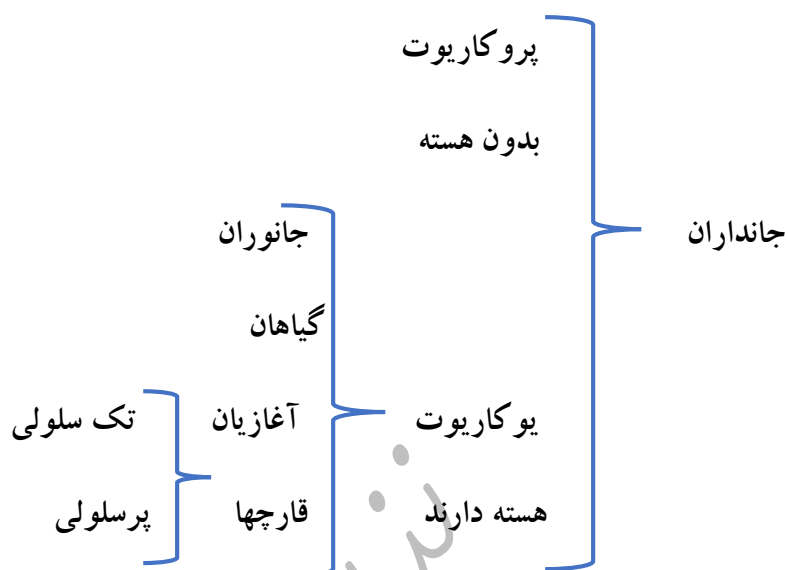 پروکاریوت
بدون هسته
جانداران
جانوران
گیاهان
یوکاریوت
آغازیان
تک سلولی
هسته دارند
قارچها
پرسلولی